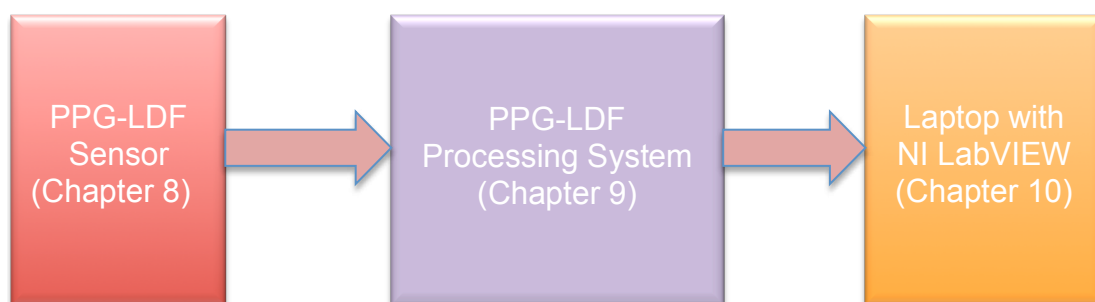 PPG-LDF
Sensor
(Chapter 8)
PPG-LDF
Processing System
(Chapter 9)
Laptop with
NI LabVIEW
(Chapter 10)